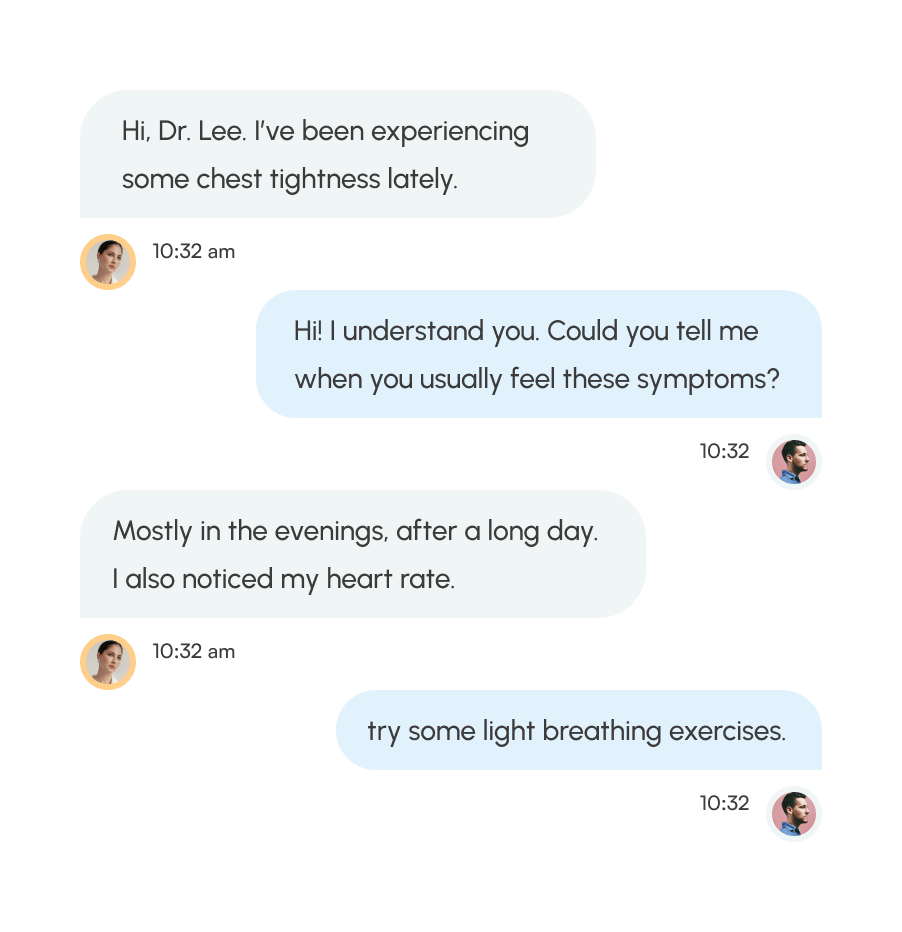 Hi, Dr. Lee. I’ve been experiencing
some chest tightness lately.
10:32 am
Hi! I understand you. Could you tell me
when you usually feel these symptoms?
10:32
Mostly in the evenings, after a long day.
I also noticed my heart rate.
10:32 am
try some light breathing exercises.
10:32